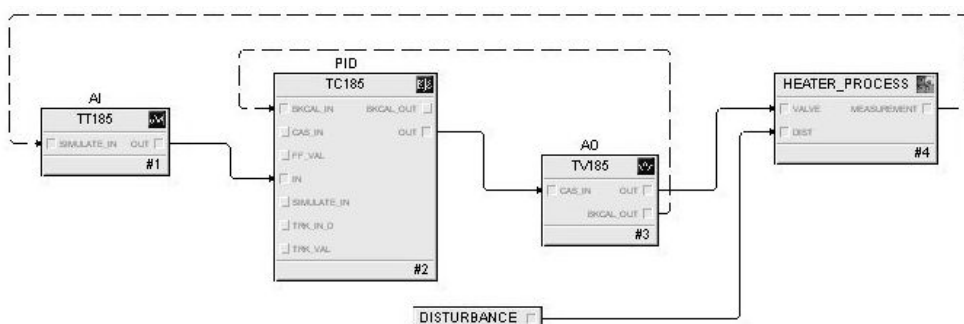 AI
TT185
SIMULATE_IN OUT
#1
PID
TC185
BKCAL_IN BKCAL_OUT
CAS_IN OUT
FF_VAL
IN
SIMULATE_IN
TRK_IN_D
TRK_VAL
#2
AO
TV185
CAS_IN OUT
BKCAL_OUT
#3
HEATER_PROCESS
VALVE MEASUREMENT
DIST
#4
DISTURBANCE